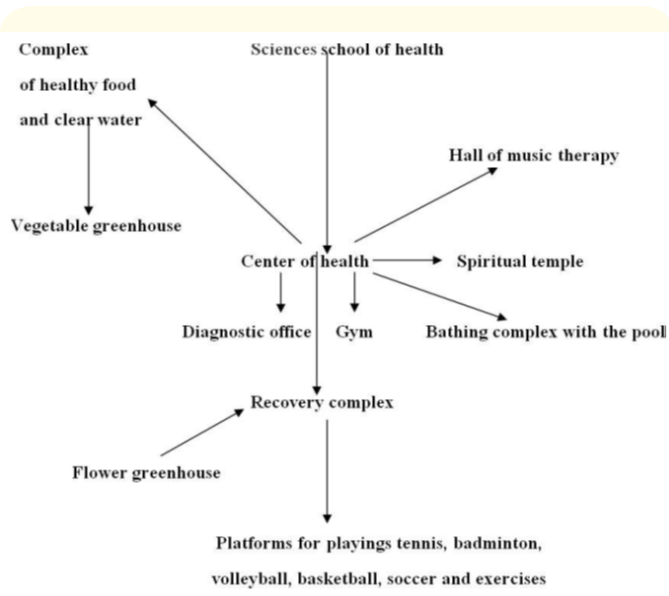 Complex
of healthy food
and clear water
Sciences school of health
Hall of music therapy
Vegetable greenhouse
Center of health
Spiritual temple
Diagnostic office
Gym
Bathing complex with the pool
Recovery complex
Flower greenhouse
Platforms for playings tennis, badminton,
volleyball, basketball, soccer and exercises